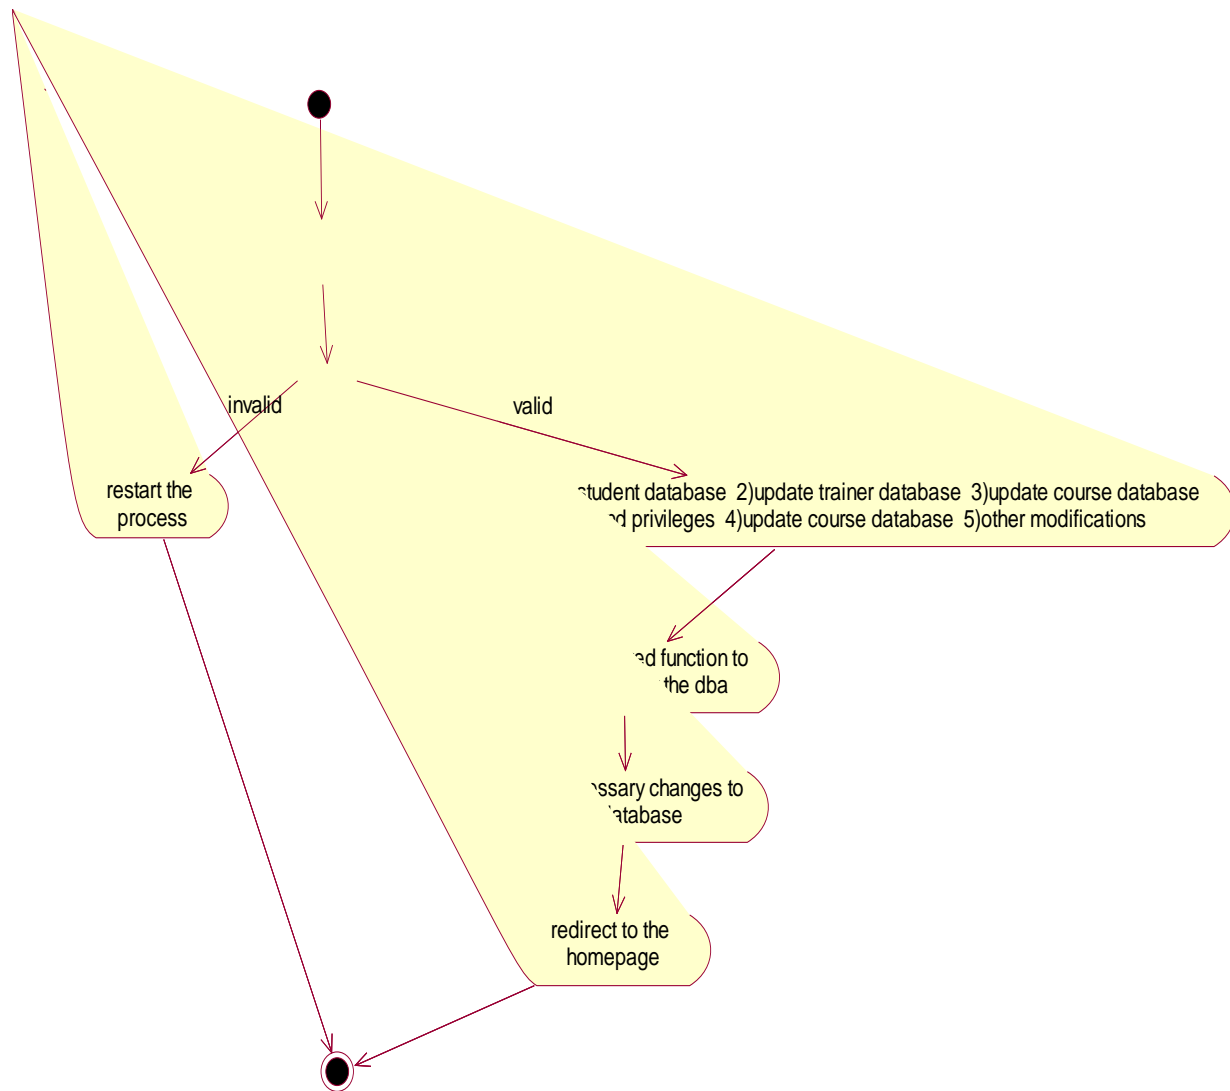 invalid
valid
restart the
process
student database 2)update trainer database 3)update course database
privileges 4)update course database 5)other modifications
function to
the dba
changes to
database
redirect to the
homepage